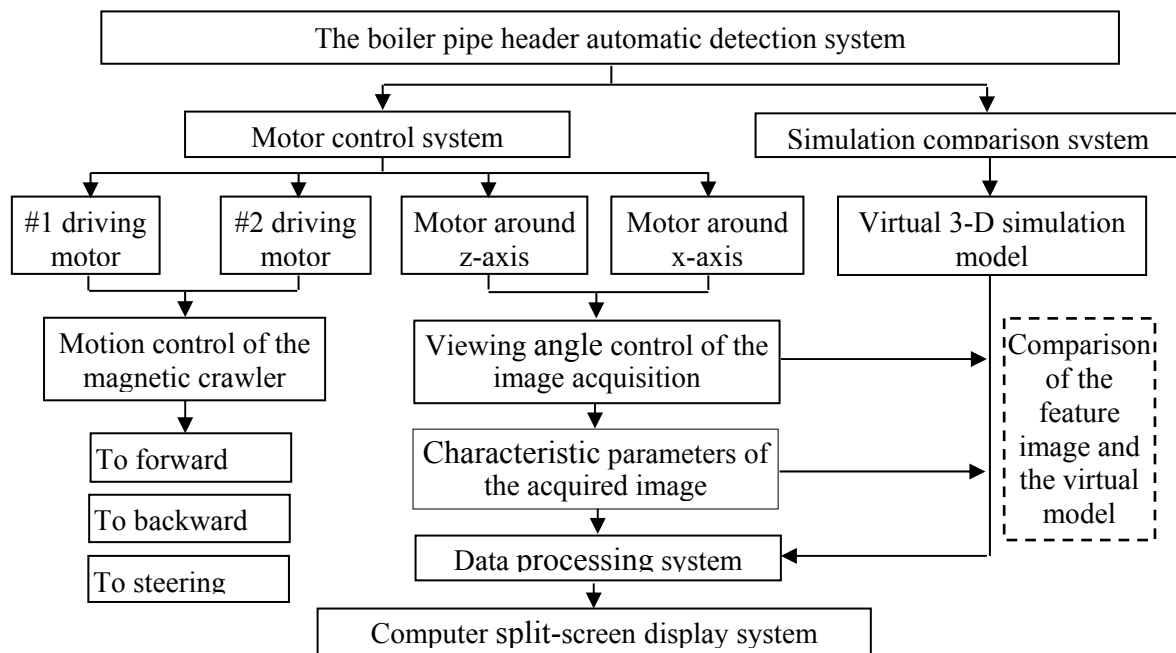 The boiler pipe header automatic detection system
Motor control system
Simulation comparison system
#1 driving
motor
#2 driving
motor
Motor around
z-axis
Motor around
x-axis
Virtual 3-D simulation
model
Motion control of the
magnetic crawler
Viewing angle control of the
image acquisition
Comparison
of the
feature
image and
the virtual
model
To forward
Characteristic parameters of
the acquired image
To backward
Data processing system
To steering
Computer split-screen display system